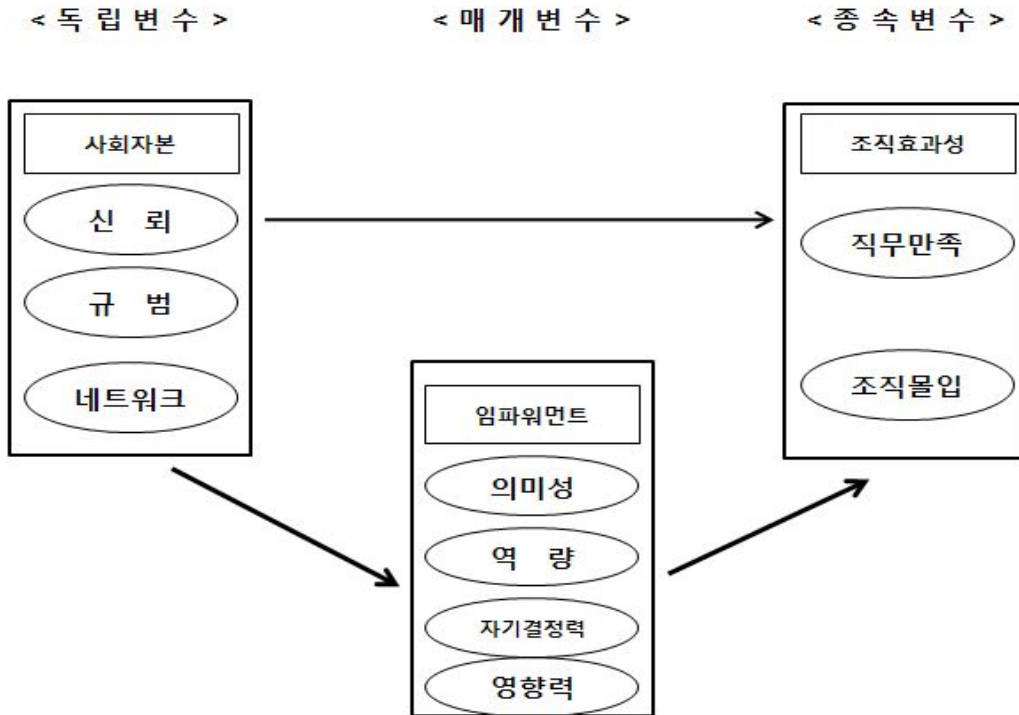 < 독 립 변 수 >
< 매 개 변 수 >
< 종 속 변 수 >
사회자본
신 뢰
규 범
네트워크
임파워먼트
의미성
역 량
자기결정력
영향력
조직효과성
직무만족
조직몰입